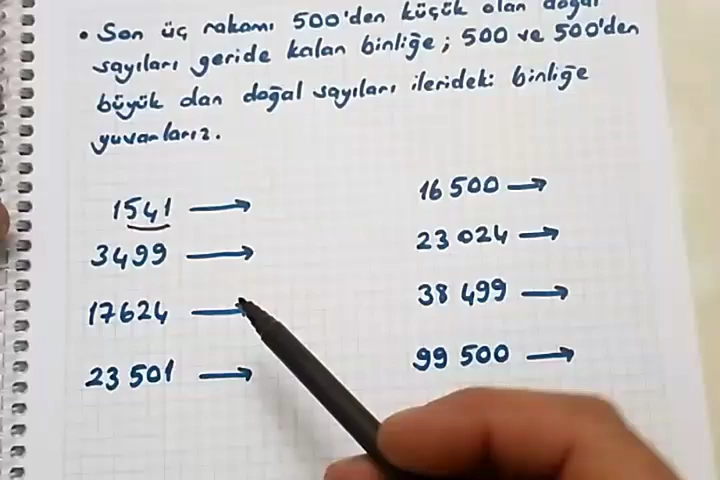 • Son üç rakamı 500'den küçük olan doğal
sayıları geride kalan binliğe; 500 ve 500'den
büyük olan doğal sayıları ilerideki binliğe
yuvarlarız.
1541 →
3499 →
17624 →
23 501 →
16 500 →
23 024 →
38 499 →
99 500 →